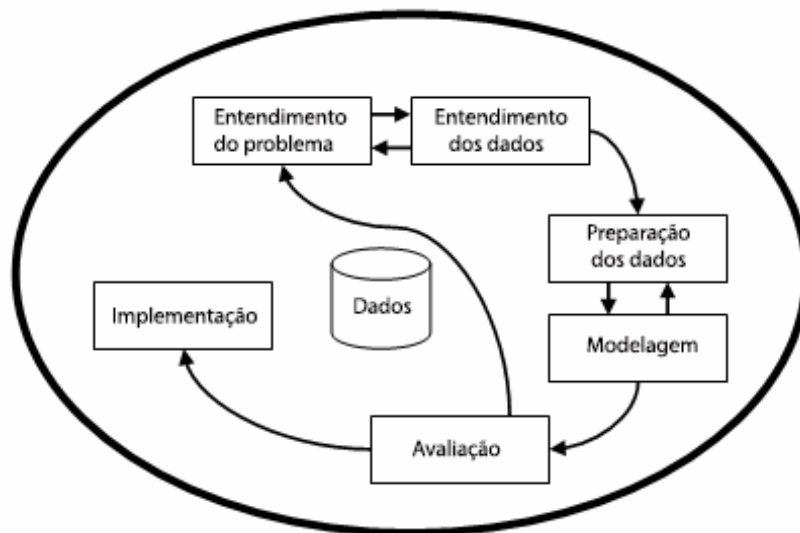 Entendimento
do problema
Entendimento
dos dados
Preparação
dos dados
Dados
Implementação
Modelagem
Avaliação